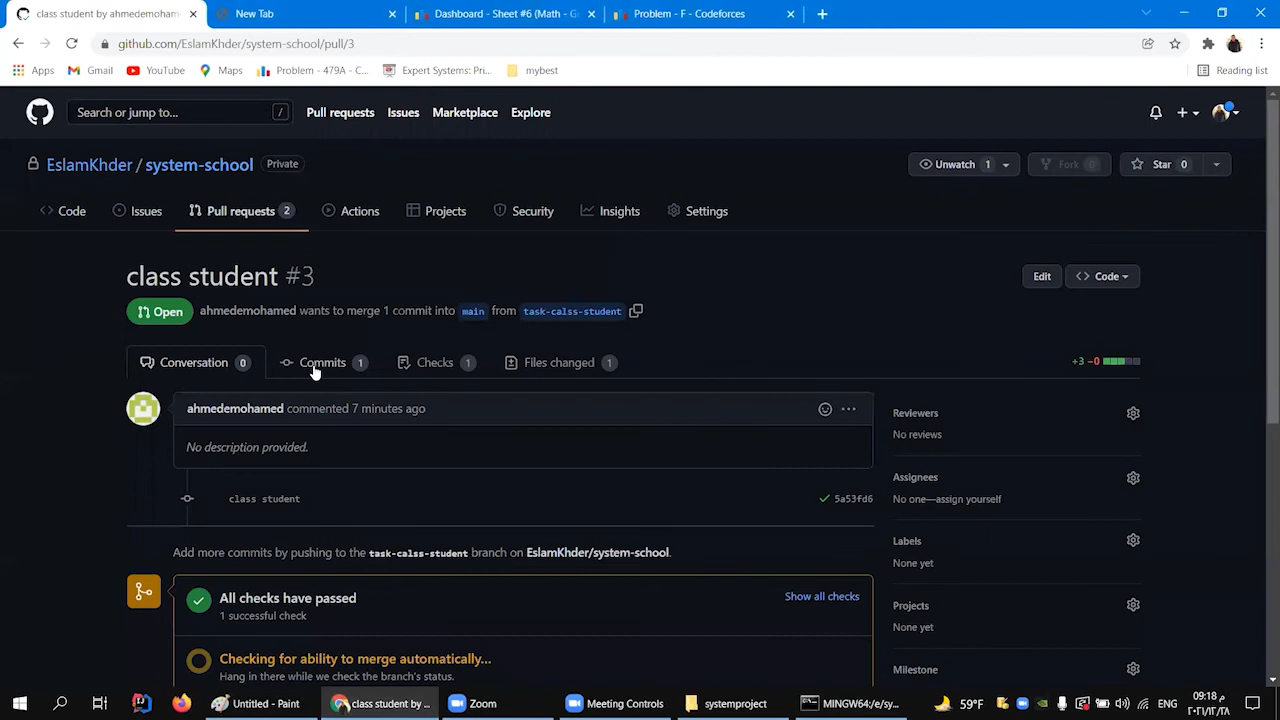 class student by ahmedemoham
New Tab
Dashboard - Sheet #6 (Math - G
Problem - F - Codeforces
github.com/EslamKhder/system-school/pull/3
Apps
Gmail
YouTube
Maps
Problem - 479A - C...
Expert Systems: Pri...
mybest
Reading list
Search or jump to...
/
Pull requests
Issues
Marketplace
Explore
EslamKhder / system-school
Private
Unwatch 1
Fork 0
Star 0
Code
Issues
Pull requests 2
Actions
Projects
Security
Insights
Settings
class student #3
Edit
Code
Open
ahmedemohamed wants to merge 1 commit into main from task-calss-student
Conversation 0
Commits 1
Checks 1
Files changed 1
+3 −0
ahmedemohamed commented 7 minutes ago
No description provided.
class student
5a53fd6
Add more commits by pushing to the task-calss-student branch on EslamKhder/system-school.
All checks have passed
1 successful check
Show all checks
Checking for ability to merge automatically...
Hang in there while we check the branch's status.
Reviewers
No reviews
Assignees
No one—assign yourself
Labels
None yet
Projects
None yet
Milestone
Untitled - Paint
class student by ...
Zoom
Meeting Controls
systemproject
MINGW64:/e/sy...
59°F
09:18 م